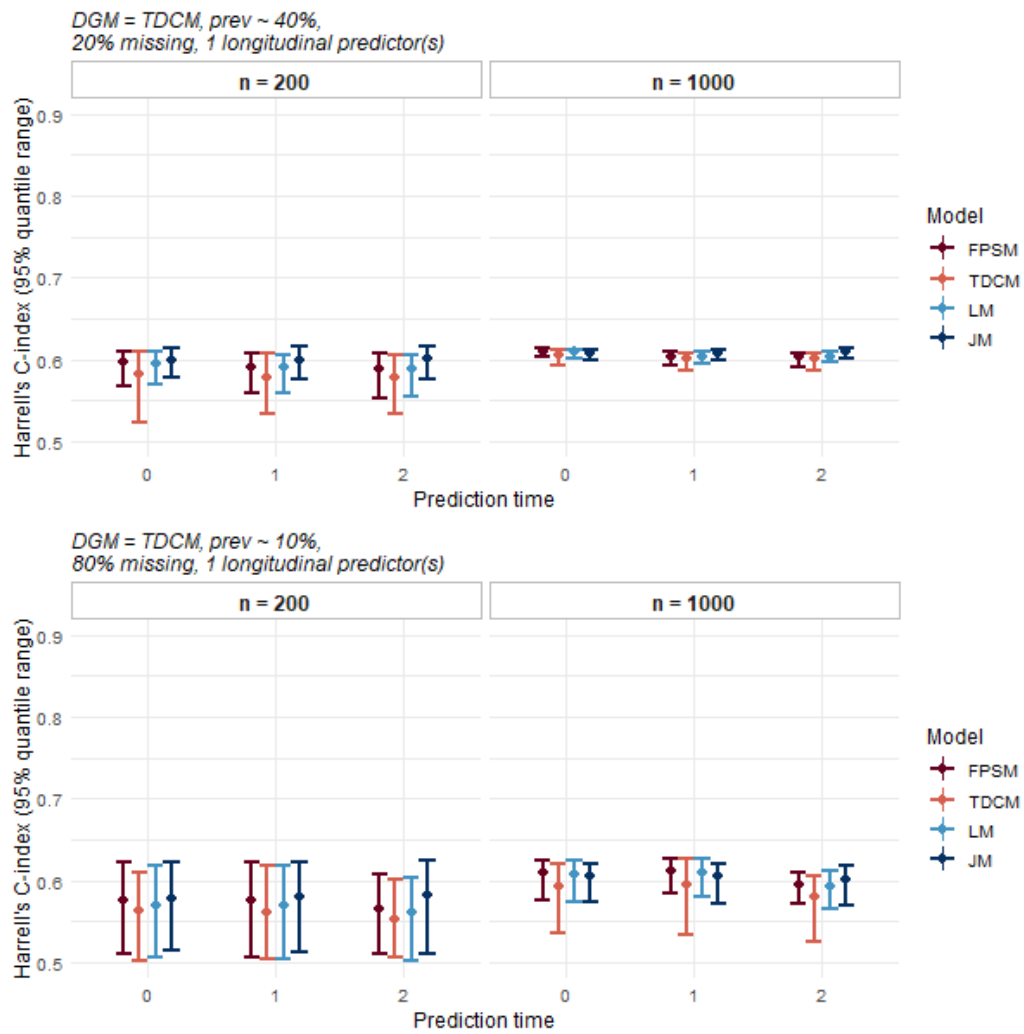 DGM = TDCM, prev ~ 40%,
20% missing, 1 longitudinal predictor(s)
n = 200
n = 1000
Harrell's C-index (95% quantile range)
0.9
0.8
0.7
0.6
0.5
0 1 2
0 1 2
Prediction time
Model
FPSM
TDCM
LM
JM
DGM = TDCM, prev ~ 10%,
80% missing, 1 longitudinal predictor(s)
n = 200
n = 1000
Harrell's C-index (95% quantile range)
0.9
0.8
0.7
0.6
0.5
0 1 2
0 1 2
Prediction time
Model
FPSM
TDCM
LM
JM